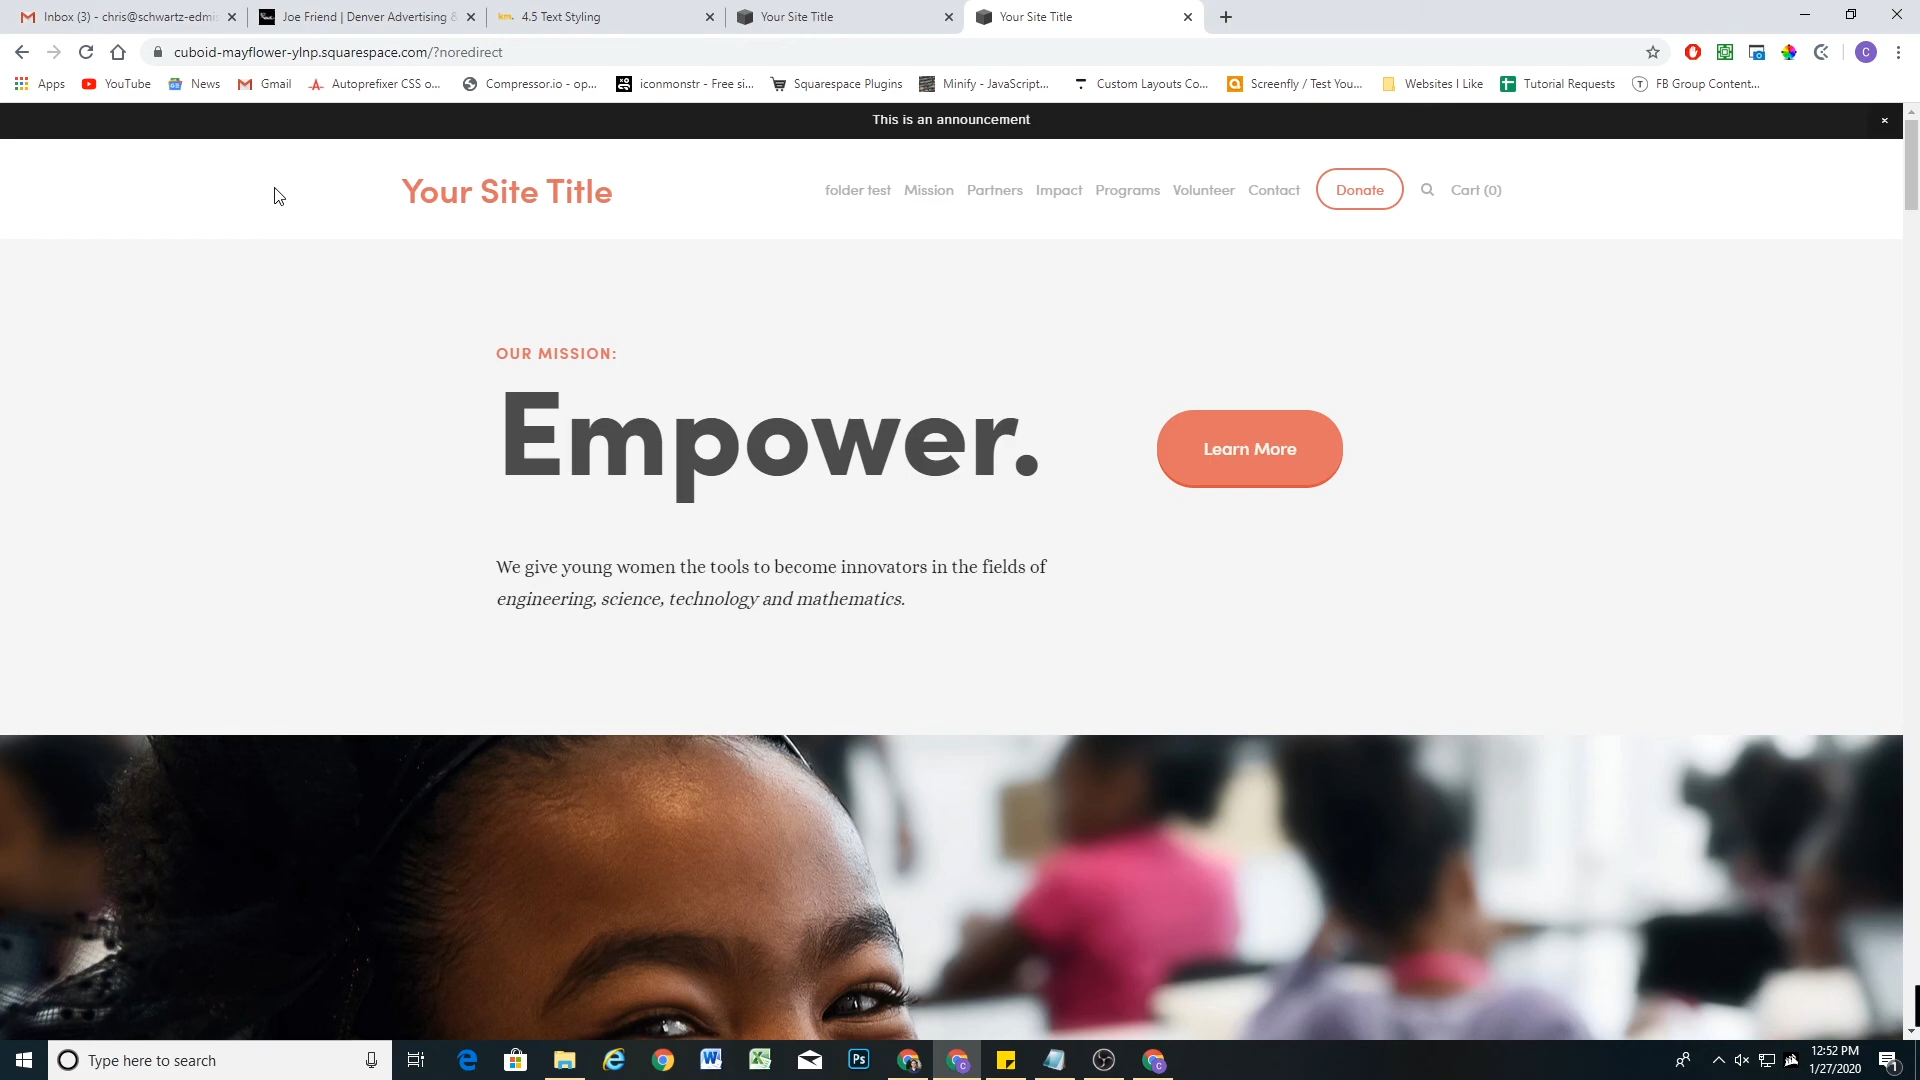 Inbox (3) - chris@schwartz-edmi
Joe Friend | Denver Advertising &
km. 4.5 Text Styling
Your Site Title
Your Site Title
cuboid-mayflower-ylnp.squarespace.com/?noredirect
C
Apps YouTube News Gmail Autoprefixer CSS o... Compressor.io - op... iconmonstr - Free si... Squarespace Plugins Minify - JavaScript... Custom Layouts Co... Screenfly / Test You... Websites I Like Tutorial Requests FB Group Content...
This is an announcement
Your Site Title
folder test Mission Partners Impact Programs Volunteer Contact Donate Cart (0)
OUR MISSION:
Empower.
Learn More
We give young women the tools to become innovators in the fields of
engineering, science, technology and mathematics.
Type here to search
Ps
12:52 PM
1/27/2020
1